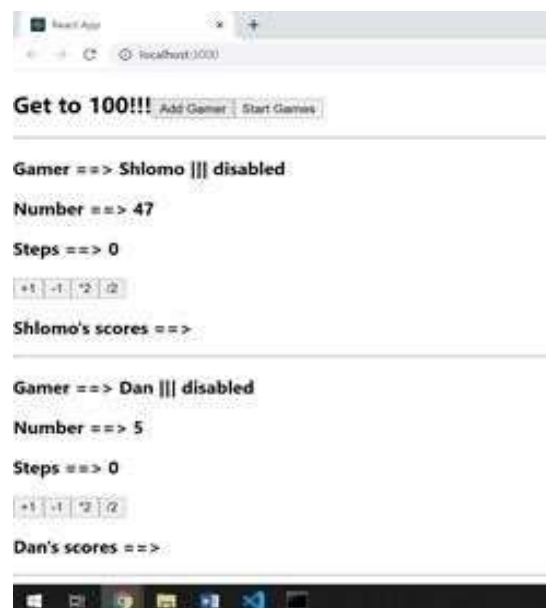 React App
localhost:3000
Get to 100!!! Add Gamer Start Games
Gamer ==> Shlomo ||| disabled
Number ==> 47
Steps ==> 0
+1 -1 *2 /2
Shlomo's scores ==>
Gamer ==> Dan ||| disabled
Number ==> 5
Steps ==> 0
+1 -1 *2 /2
Dan's scores ==>